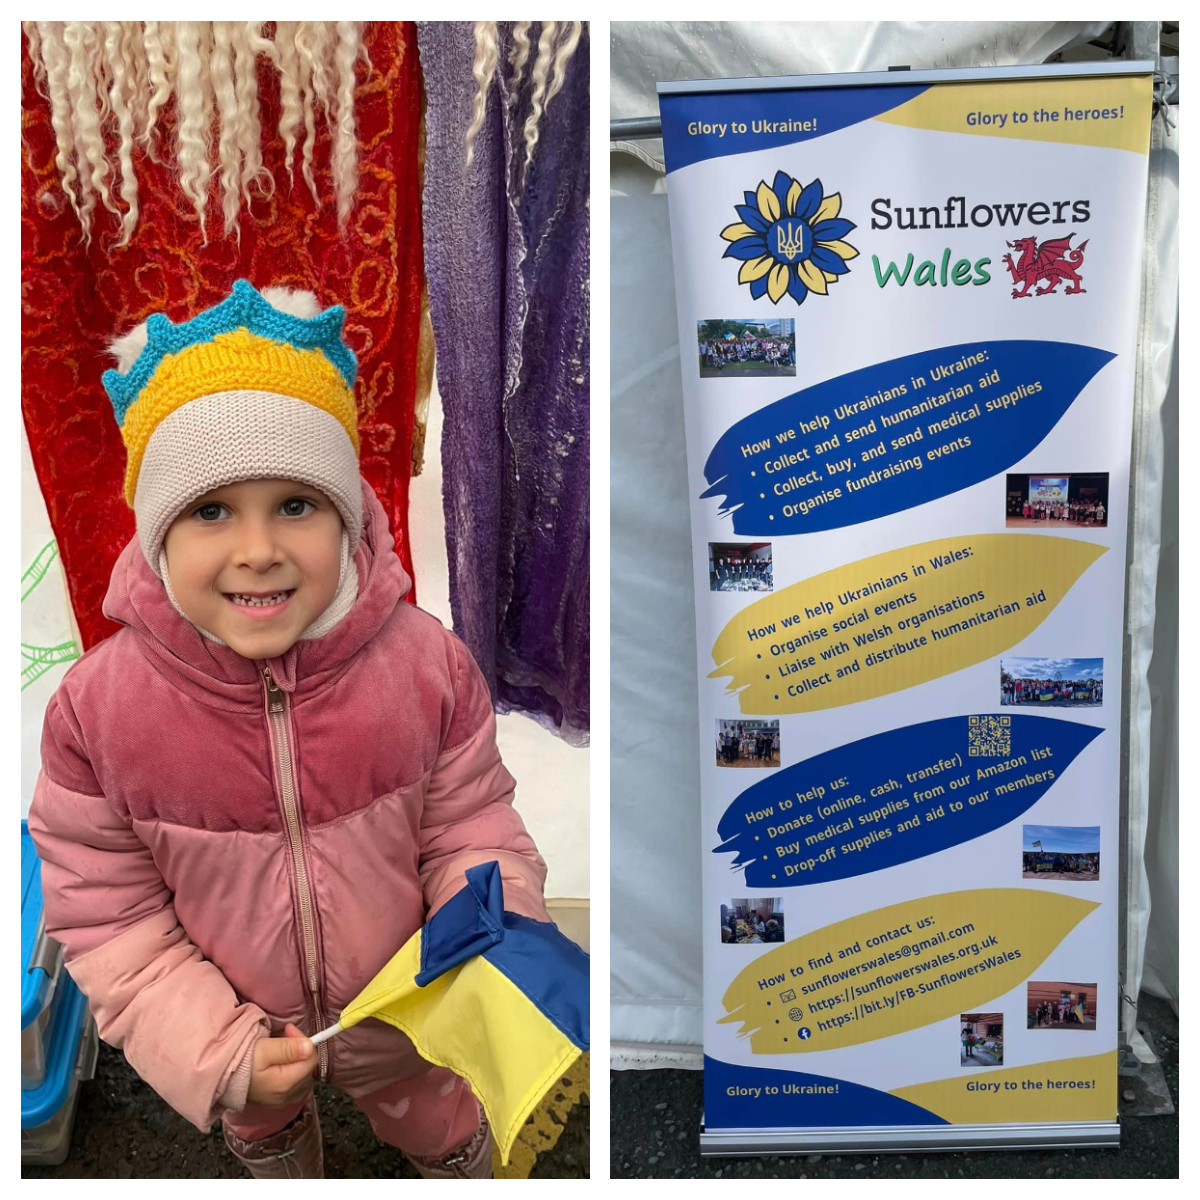 Glory to Ukraine!
Glory to the heroes!
Sunflowers
Wales
How we help Ukrainians in Ukraine:
• Collect and send humanitarian aid
• Collect, buy, and send medical supplies
• Organise fundraising events
How we help Ukrainians in Wales:
• Organise social events
• Liaise with Welsh organisations
• Collect and distribute humanitarian aid
How to help us:
• Donate (online, cash, transfer)
• Buy medical supplies from our Amazon list
• Drop-off supplies and aid to our members
How to find and contact us:
• sunflowerswales@gmail.com
• https://sunflowerswales.org.uk
• https://bit.ly/FB-SunflowersWales
Glory to Ukraine!
Glory to the heroes!